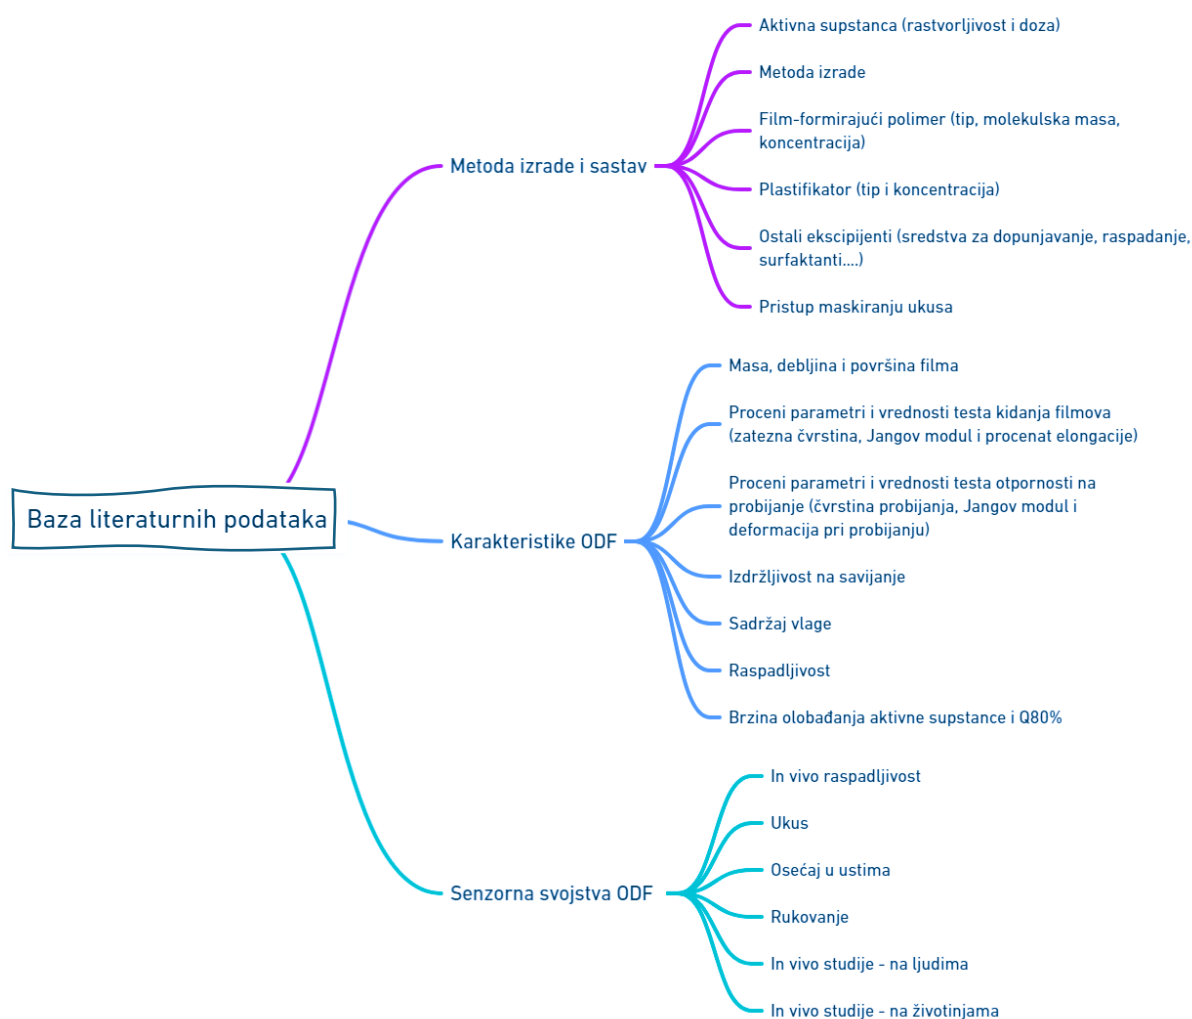 Baza literaturnih podataka
Metoda izrade i sastav
Aktivna supstanca (rastvorljivost i doza)
Metoda izrade
Film-formirajući polimer (tip, molekulska masa,
koncentracija)
Plastifikator (tip i koncentracija)
Ostali ekscipijenti (sredstva za dopunjavanje, raspadanje,
surfaktanti....)
Pristup maskiranju ukusa
Karakteristike ODF
Masa, debljina i površina filma
Proceni parametri i vrednosti testa kidanja filmova
(zatezna čvrstina, Jangov modul i procenat elongacije)
Proceni parametri i vrednosti testa otpornosti na
probijanje (čvrstina probijanja, Jangov modul i
deformacija pri probijanju)
Izdržljivost na savijanje
Sadržaj vlage
Raspadljivost
Brzina olobađanja aktivne supstance i Q80%
Senzorna svojstva ODF
In vivo raspadljivost
Ukus
Osećaj u ustima
Rukovanje
In vivo studije - na ljudima
In vivo studije - na životinjama